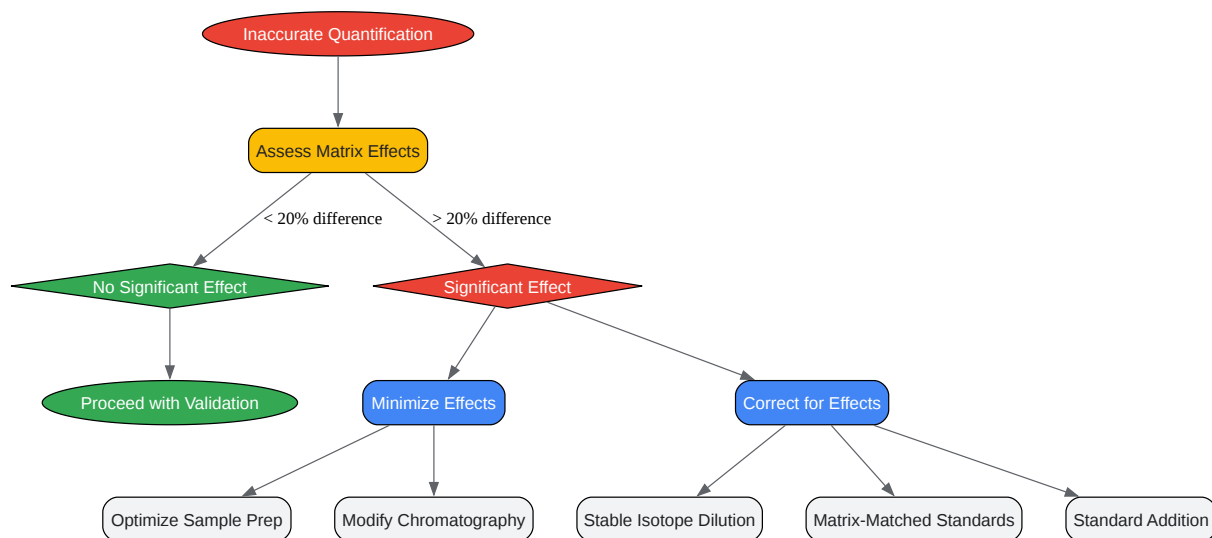 Inaccurate Quantification
Assess Matrix Effects
< 20% difference
> 20% difference
No Significant Effect
Significant Effect
Proceed with Validation
Minimize Effects
Correct for Effects
Optimize Sample Prep
Modify Chromatography
Stable Isotope Dilution
Matrix-Matched Standards
Standard Addition